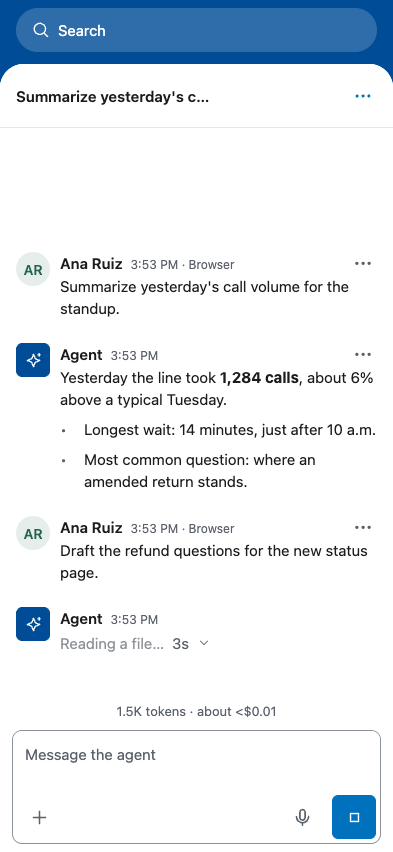 Search
Summarize yesterday's c...
AR
Ana Ruiz 3:53 PM · Browser
Summarize yesterday's call volume for the
standup.
Agent 3:53 PM
Yesterday the line took 1,284 calls, about 6%
above a typical Tuesday.
· Longest wait: 14 minutes, just after 10 a.m.
· Most common question: where an
amended return stands.
AR
Ana Ruiz 3:53 PM · Browser
Draft the refund questions for the new status
page.
Agent 3:53 PM
Reading a file... 3s
1.5K tokens · about <$0.01
Message the agent